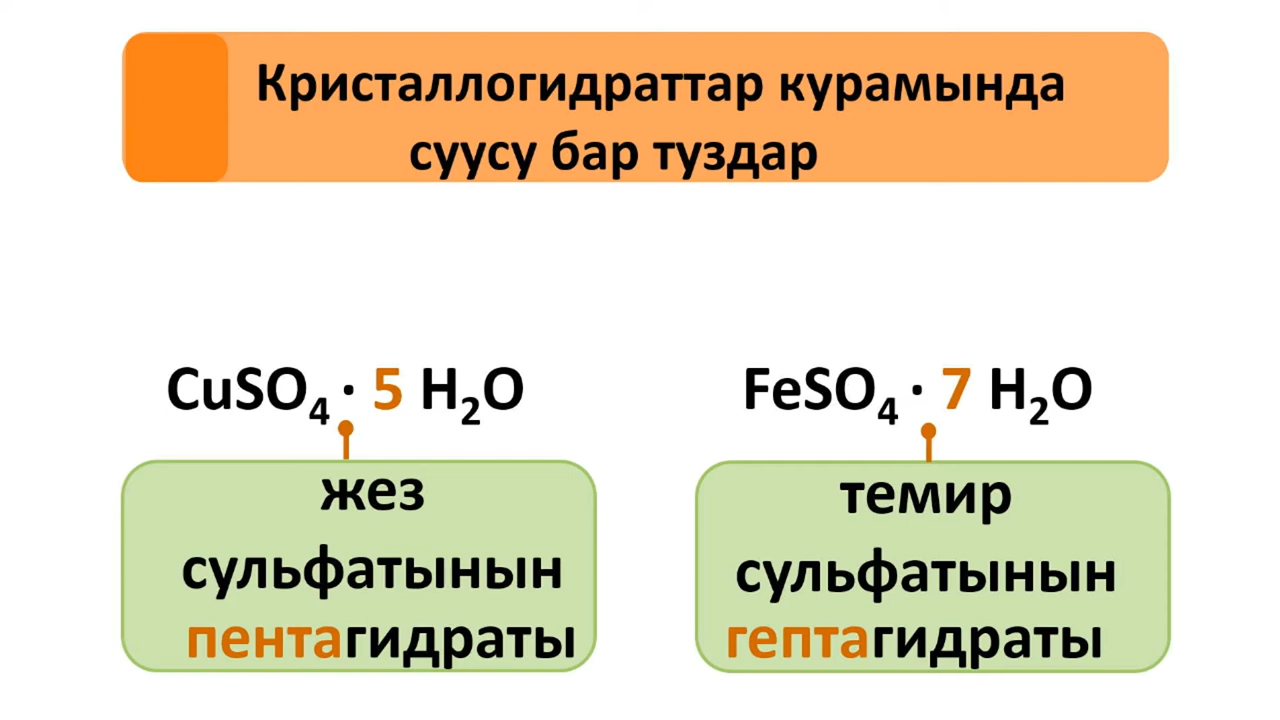 Кристаллогидраттар курамында
суусу бар туздар
CuSO₄ · 5 H₂O
FeSO₄ · 7 H₂O
жез
сульфатынын
пентагидраты
темир
сульфатынын
гептагидраты